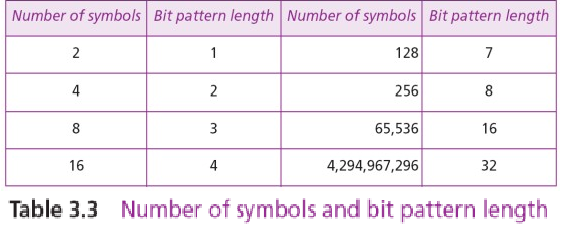 Number of symbols Bit pattern length Number of symbols Bit pattern length
2 1 128 7
4 2 256 8
8 3 65,536 16
16 4 4,294,967,296 32
Table 3.3 Number of symbols and bit pattern length